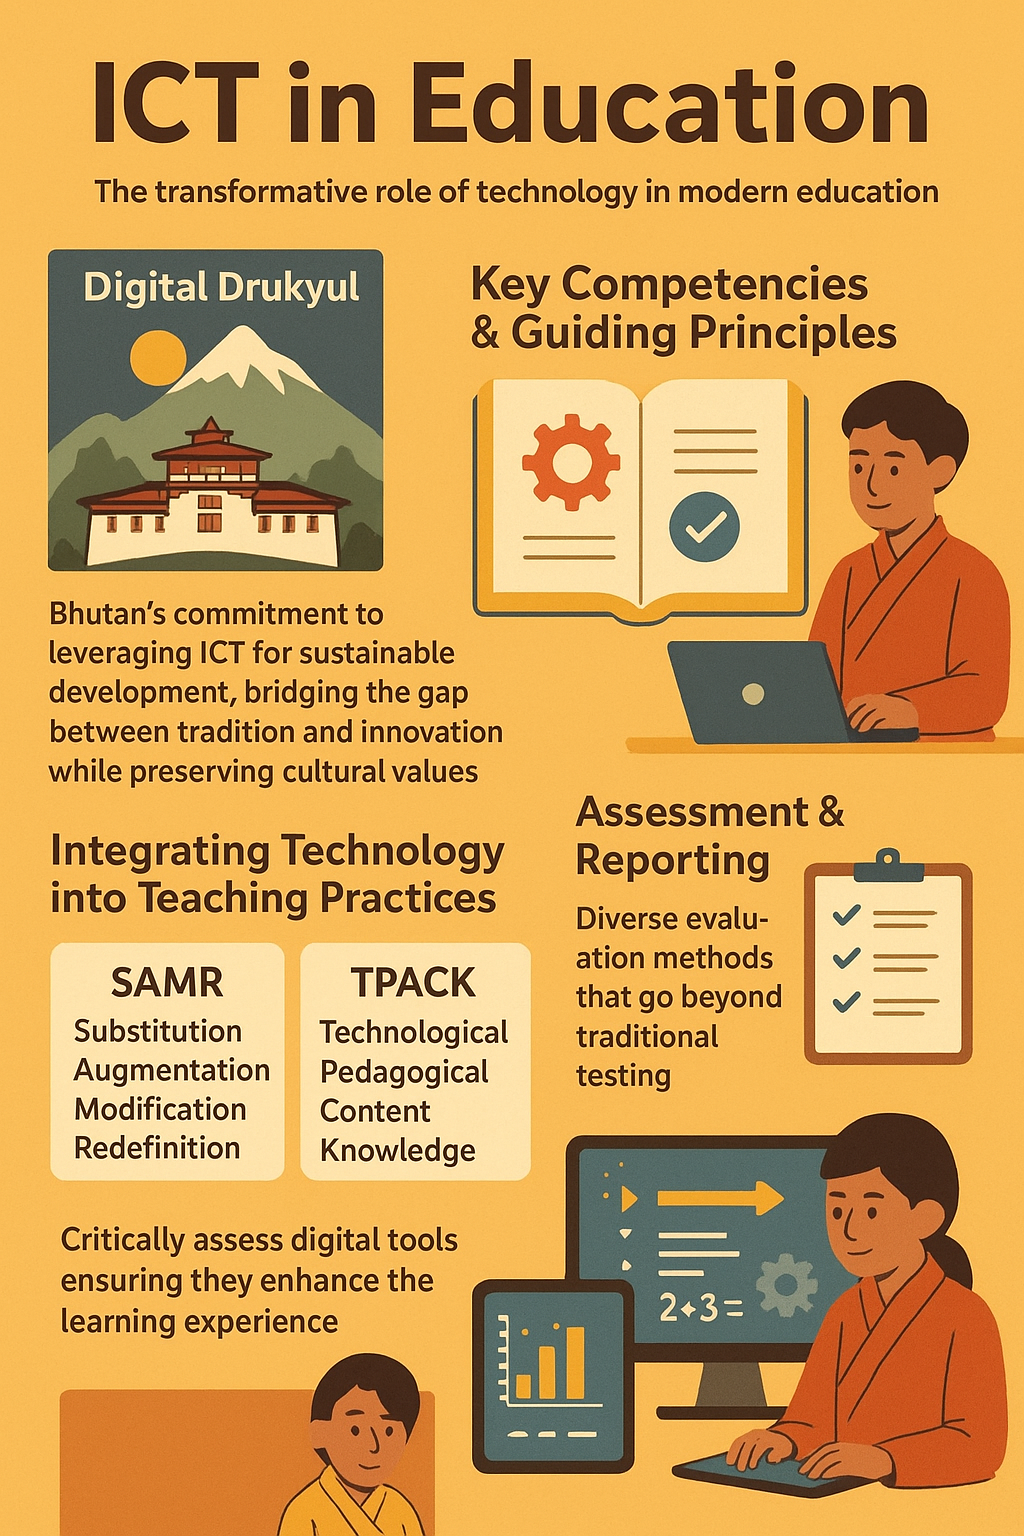 ICT in Education
The transformative role of technology in modern education
Digital Drukyul
Bhutan’s commitment to
leveraging ICT for sustainable
development, bridging the gap
between tradition and innovation
while preserving cultural values
Key Competencies
& Guiding Principles
Integrating Technology
into Teaching Practices
SAMR
Substitution
Augmentation
Modification
Redefinition
TPACK
Technological
Pedagogical
Content
Knowledge
Critically assess digital tools
ensuring they enhance the
learning experience
Assessment &
Reporting
Diverse evalu-
ation methods
that go beyond
traditional
testing
2+3=